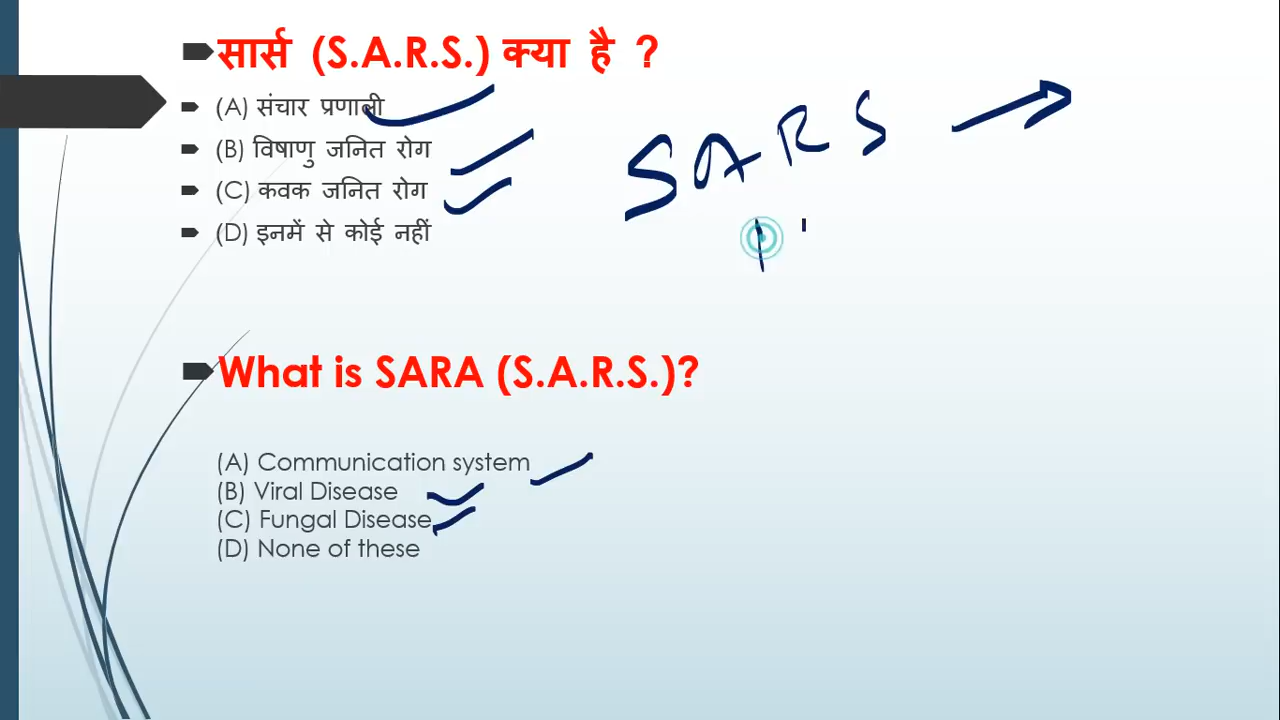 सार्स (S.A.R.S.) क्या है ?
(A) संचार प्रणाली
(B) विषाणु जनित रोग
(C) कवक जनित रोग
(D) इनमें से कोई नहीं
SARS
What is SARA (S.A.R.S.)?
(A) Communication system
(B) Viral Disease
(C) Fungal Disease
(D) None of these